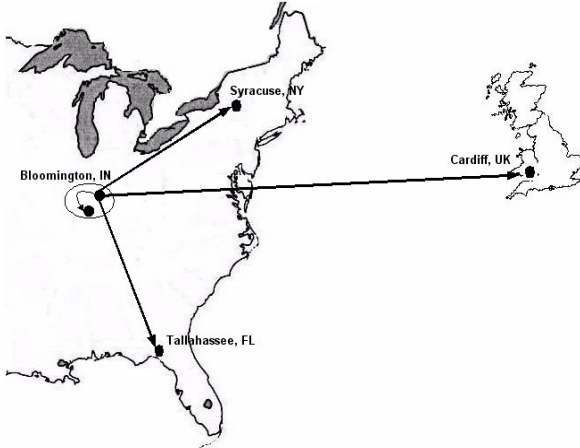 Syracuse, NY
Cardiff, UK
Bloomington, IN
Tallahassee, FL